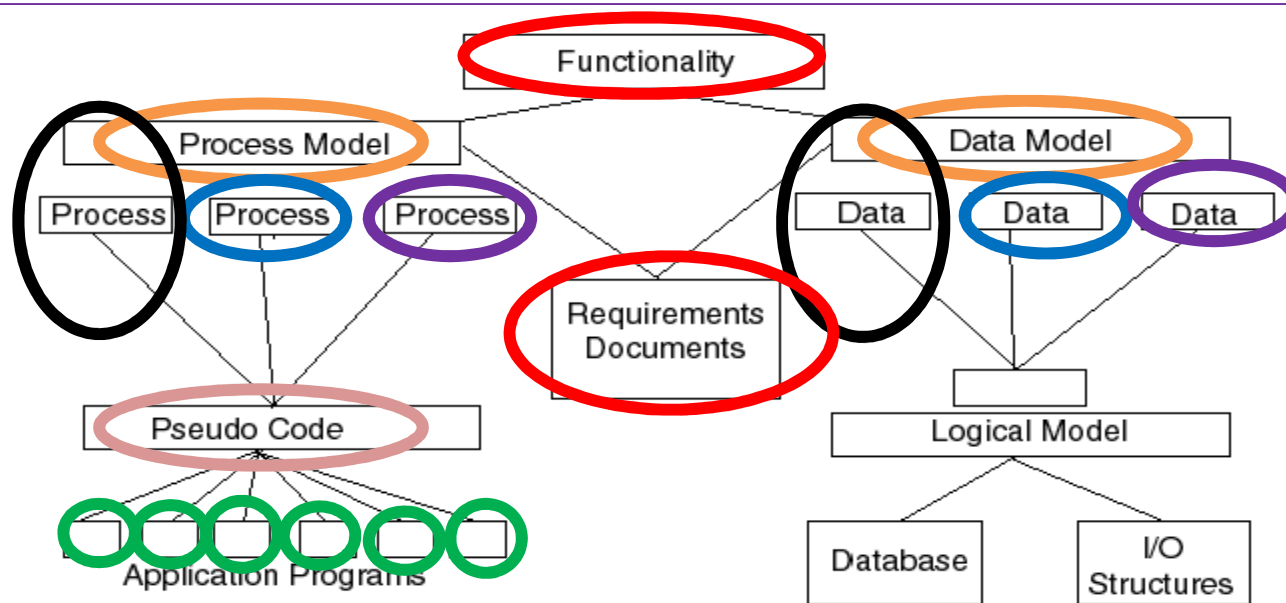 Functionality
Process Model
Data Model
Process
Process
Process
Data
Data
Data
Requirements
Documents
Pseudo Code
Logical Model
Application Programs
Database
I/O
Structures